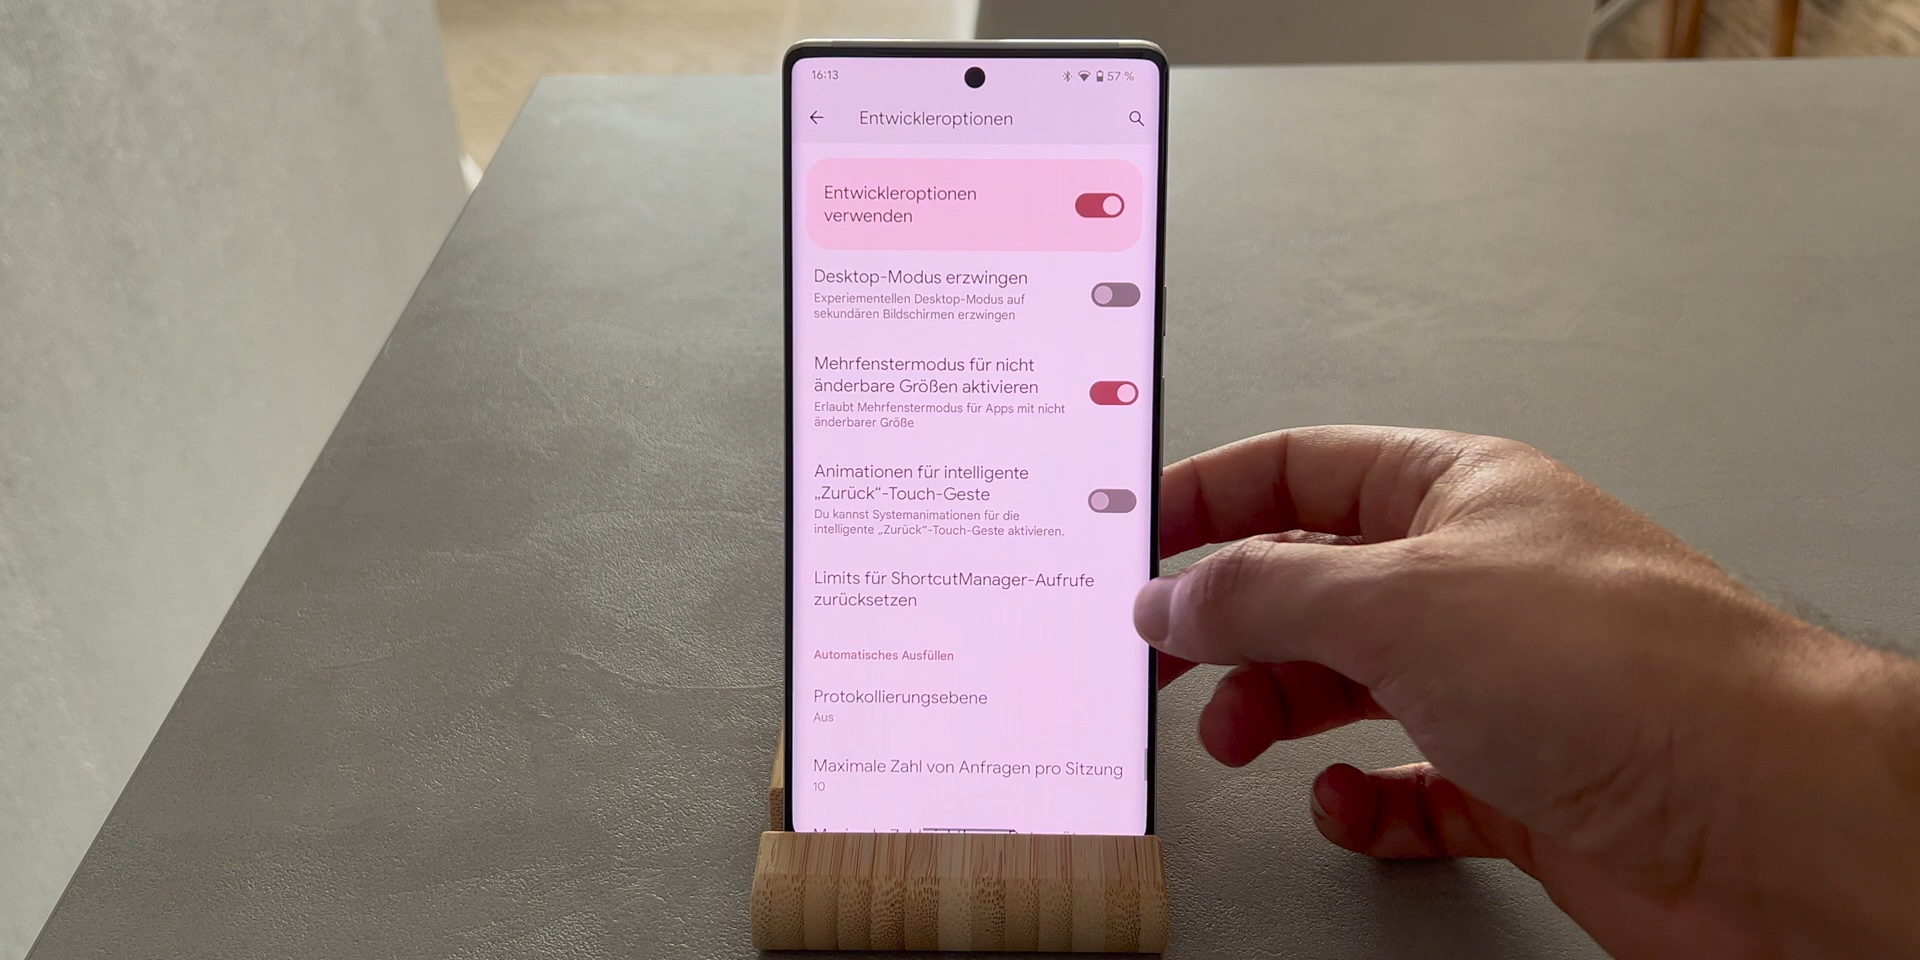 16:13
57 %
Entwickleroptionen
Entwickleroptionen
verwenden
Desktop-Modus erzwingen
Experiementellen Desktop-Modus auf
sekundären Bildschirmen erzwingen
Mehrfenstermodus für nicht
änderbare Größen aktivieren
Erlaubt Mehrfenstermodus für Apps mit nicht
änderbarer Größe
Animationen für intelligente
„Zurück“-Touch-Geste
Du kannst Systemanimationen für die
intelligente „Zurück“-Touch-Geste aktivieren.
Limits für ShortcutManager-Aufrufe
zurücksetzen
Automatisches Ausfüllen
Protokollierungsebene
Aus
Maximale Zahl von Anfragen pro Sitzung
10